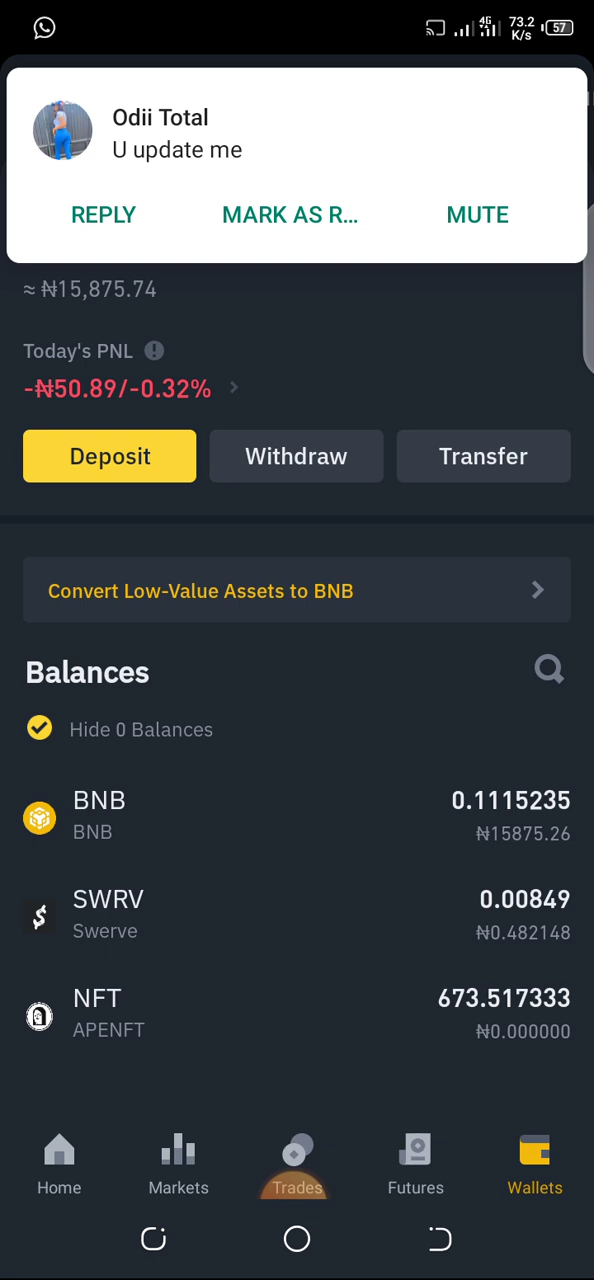 4G 73.2 K/s 57
Odii Total
U update me
REPLY MARK AS R... MUTE
≈ ₦15,875.74
Today's PNL
-₦50.89/-0.32%
Deposit Withdraw Transfer
Convert Low-Value Assets to BNB
Balances
Hide 0 Balances
BNB 0.1115235
BNB ₦15875.26
SWRV 0.00849
Swerve ₦0.482148
NFT 673.517333
APENFT ₦0.000000
Home Markets Trades Futures Wallets